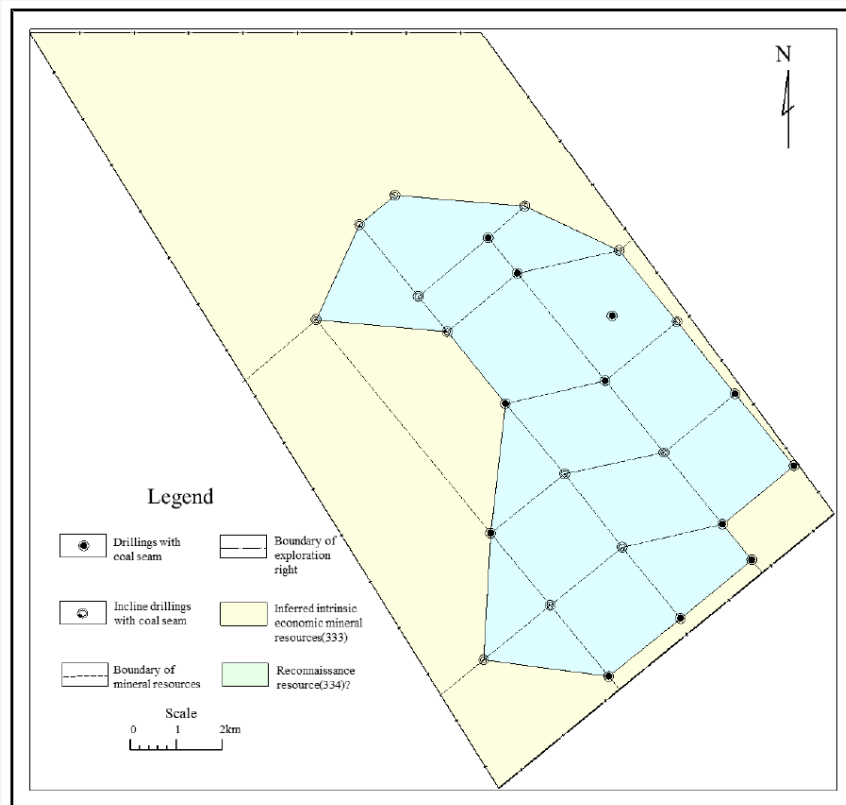 N
Legend
Drillings with
coal seam
Boundary of
exploration
right
Incline drillings
with coal seam
Inferred intrinsic
economic mineral
resources(333)
Boundary of
mineral resources
Reconnaissance
resource(334)?
Scale
0 1 2km